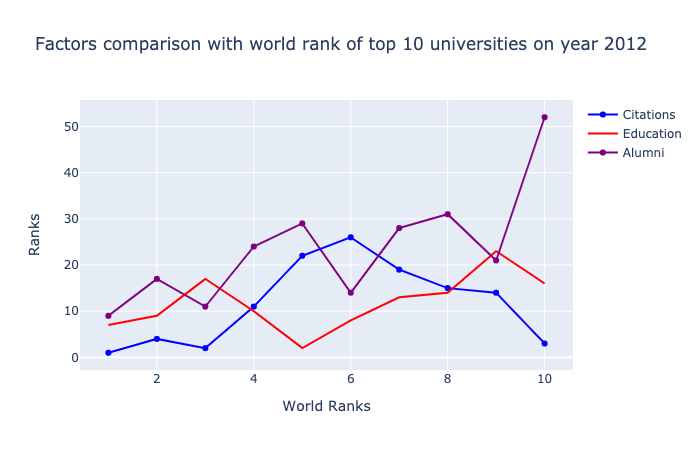 Factors comparison with world rank of top 10 universities on year 2012
Citations
Education
Alumni
50
40
30
20
10
0
Ranks
2 4 6 8 10
World Ranks